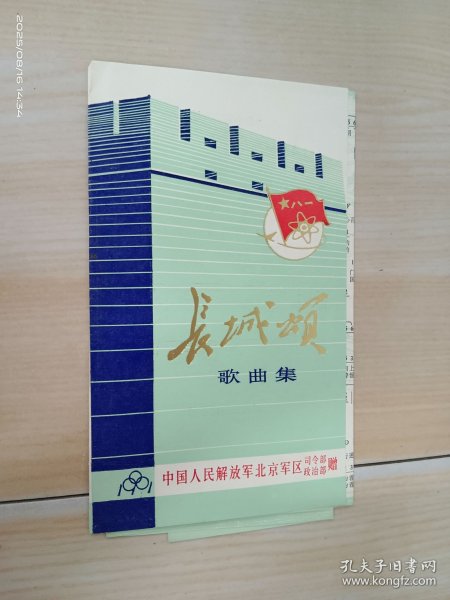 2025/08/16 14:34
八一
长城颂
歌曲集
1981
中国人民解放军北京军区 司令部 政治部 赠
孔夫子旧书网
www.kongfz.com